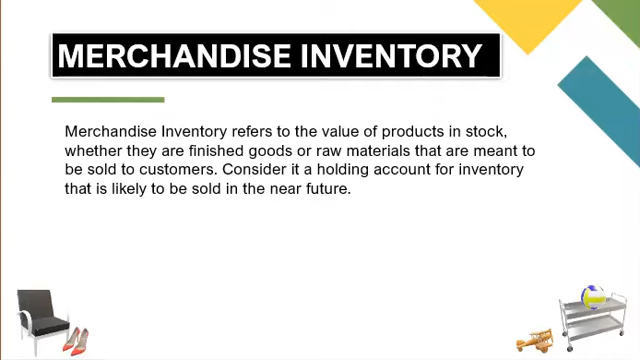 MERCHANDISE INVENTORY
Merchandise Inventory refers to the value of products in stock,
whether they are finished goods or raw materials that are meant to
be sold to customers. Consider it a holding account for inventory
that is likely to be sold in the near future.